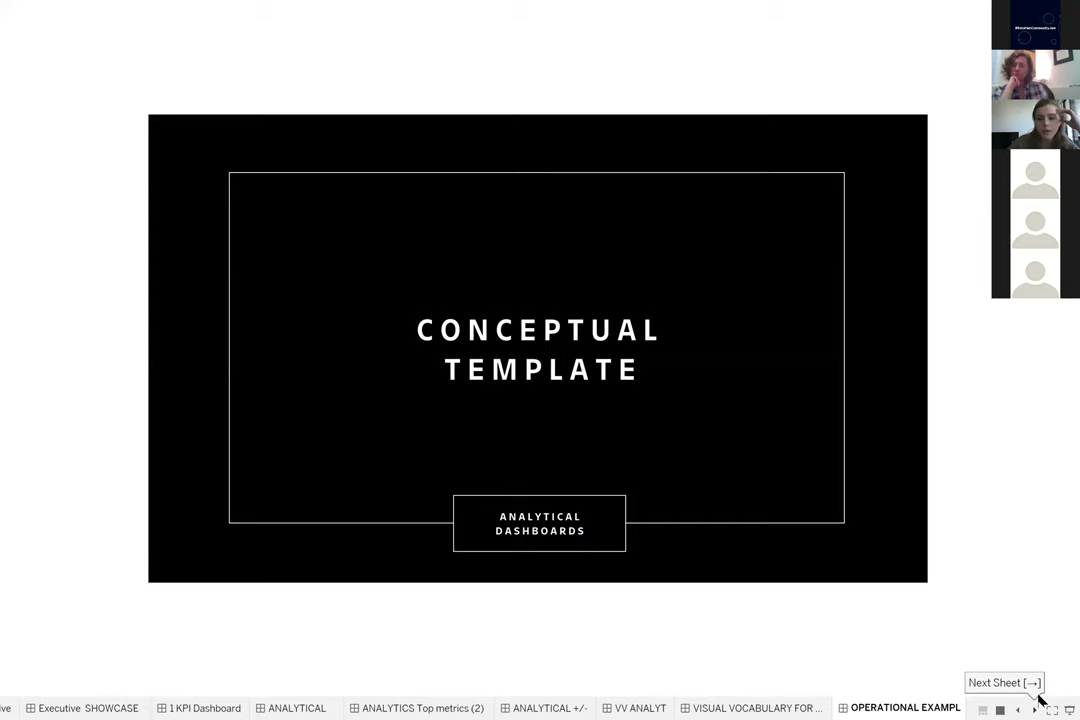 CONCEPTUAL
TEMPLATE
ANALYTICAL
DASHBOARDS
Next Sheet [→]
ive
Executive SHOWCASE
1 KPI Dashboard
ANALYTICAL
ANALYTICS Top metrics (2)
ANALYTICAL +/-
VV ANALYT
VISUAL VOCABULARY FOR ...
OPERATIONAL EXAMPL